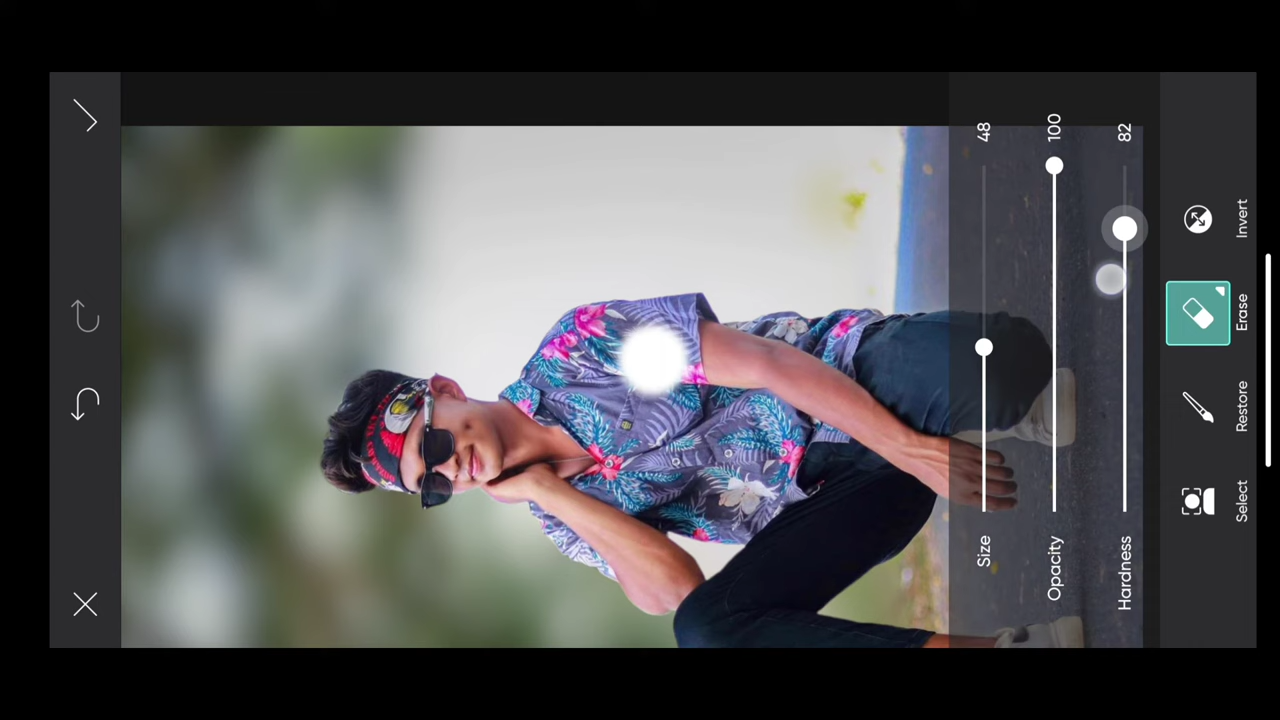 Size 48
Opacity 100
Hardness 82
Select
Restore
Erase
Invert